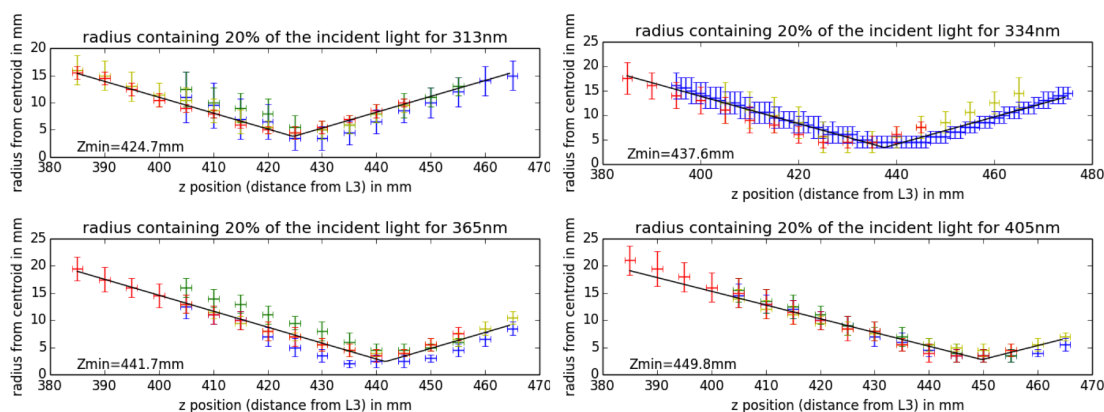 radius containing 20% of the incident light for 313nm
radius from centroid in mm
20
15
10
5
0
Zmin=424.7mm
380 390 400 410 420 430 440 450 460 470
z position (distance from L3) in mm
radius containing 20% of the incident light for 334nm
radius from centroid in mm
25
20
15
10
5
0
Zmin=437.6mm
380 400 420 440 460 480
z position (distance from L3) in mm
radius containing 20% of the incident light for 365nm
radius from centroid in mm
25
20
15
10
5
0
Zmin=441.7mm
380 390 400 410 420 430 440 450 460 470
z position (distance from L3) in mm
radius containing 20% of the incident light for 405nm
radius from centroid in mm
25
20
15
10
5
0
Zmin=449.8mm
380 390 400 410 420 430 440 450 460 470
z position (distance from L3) in mm